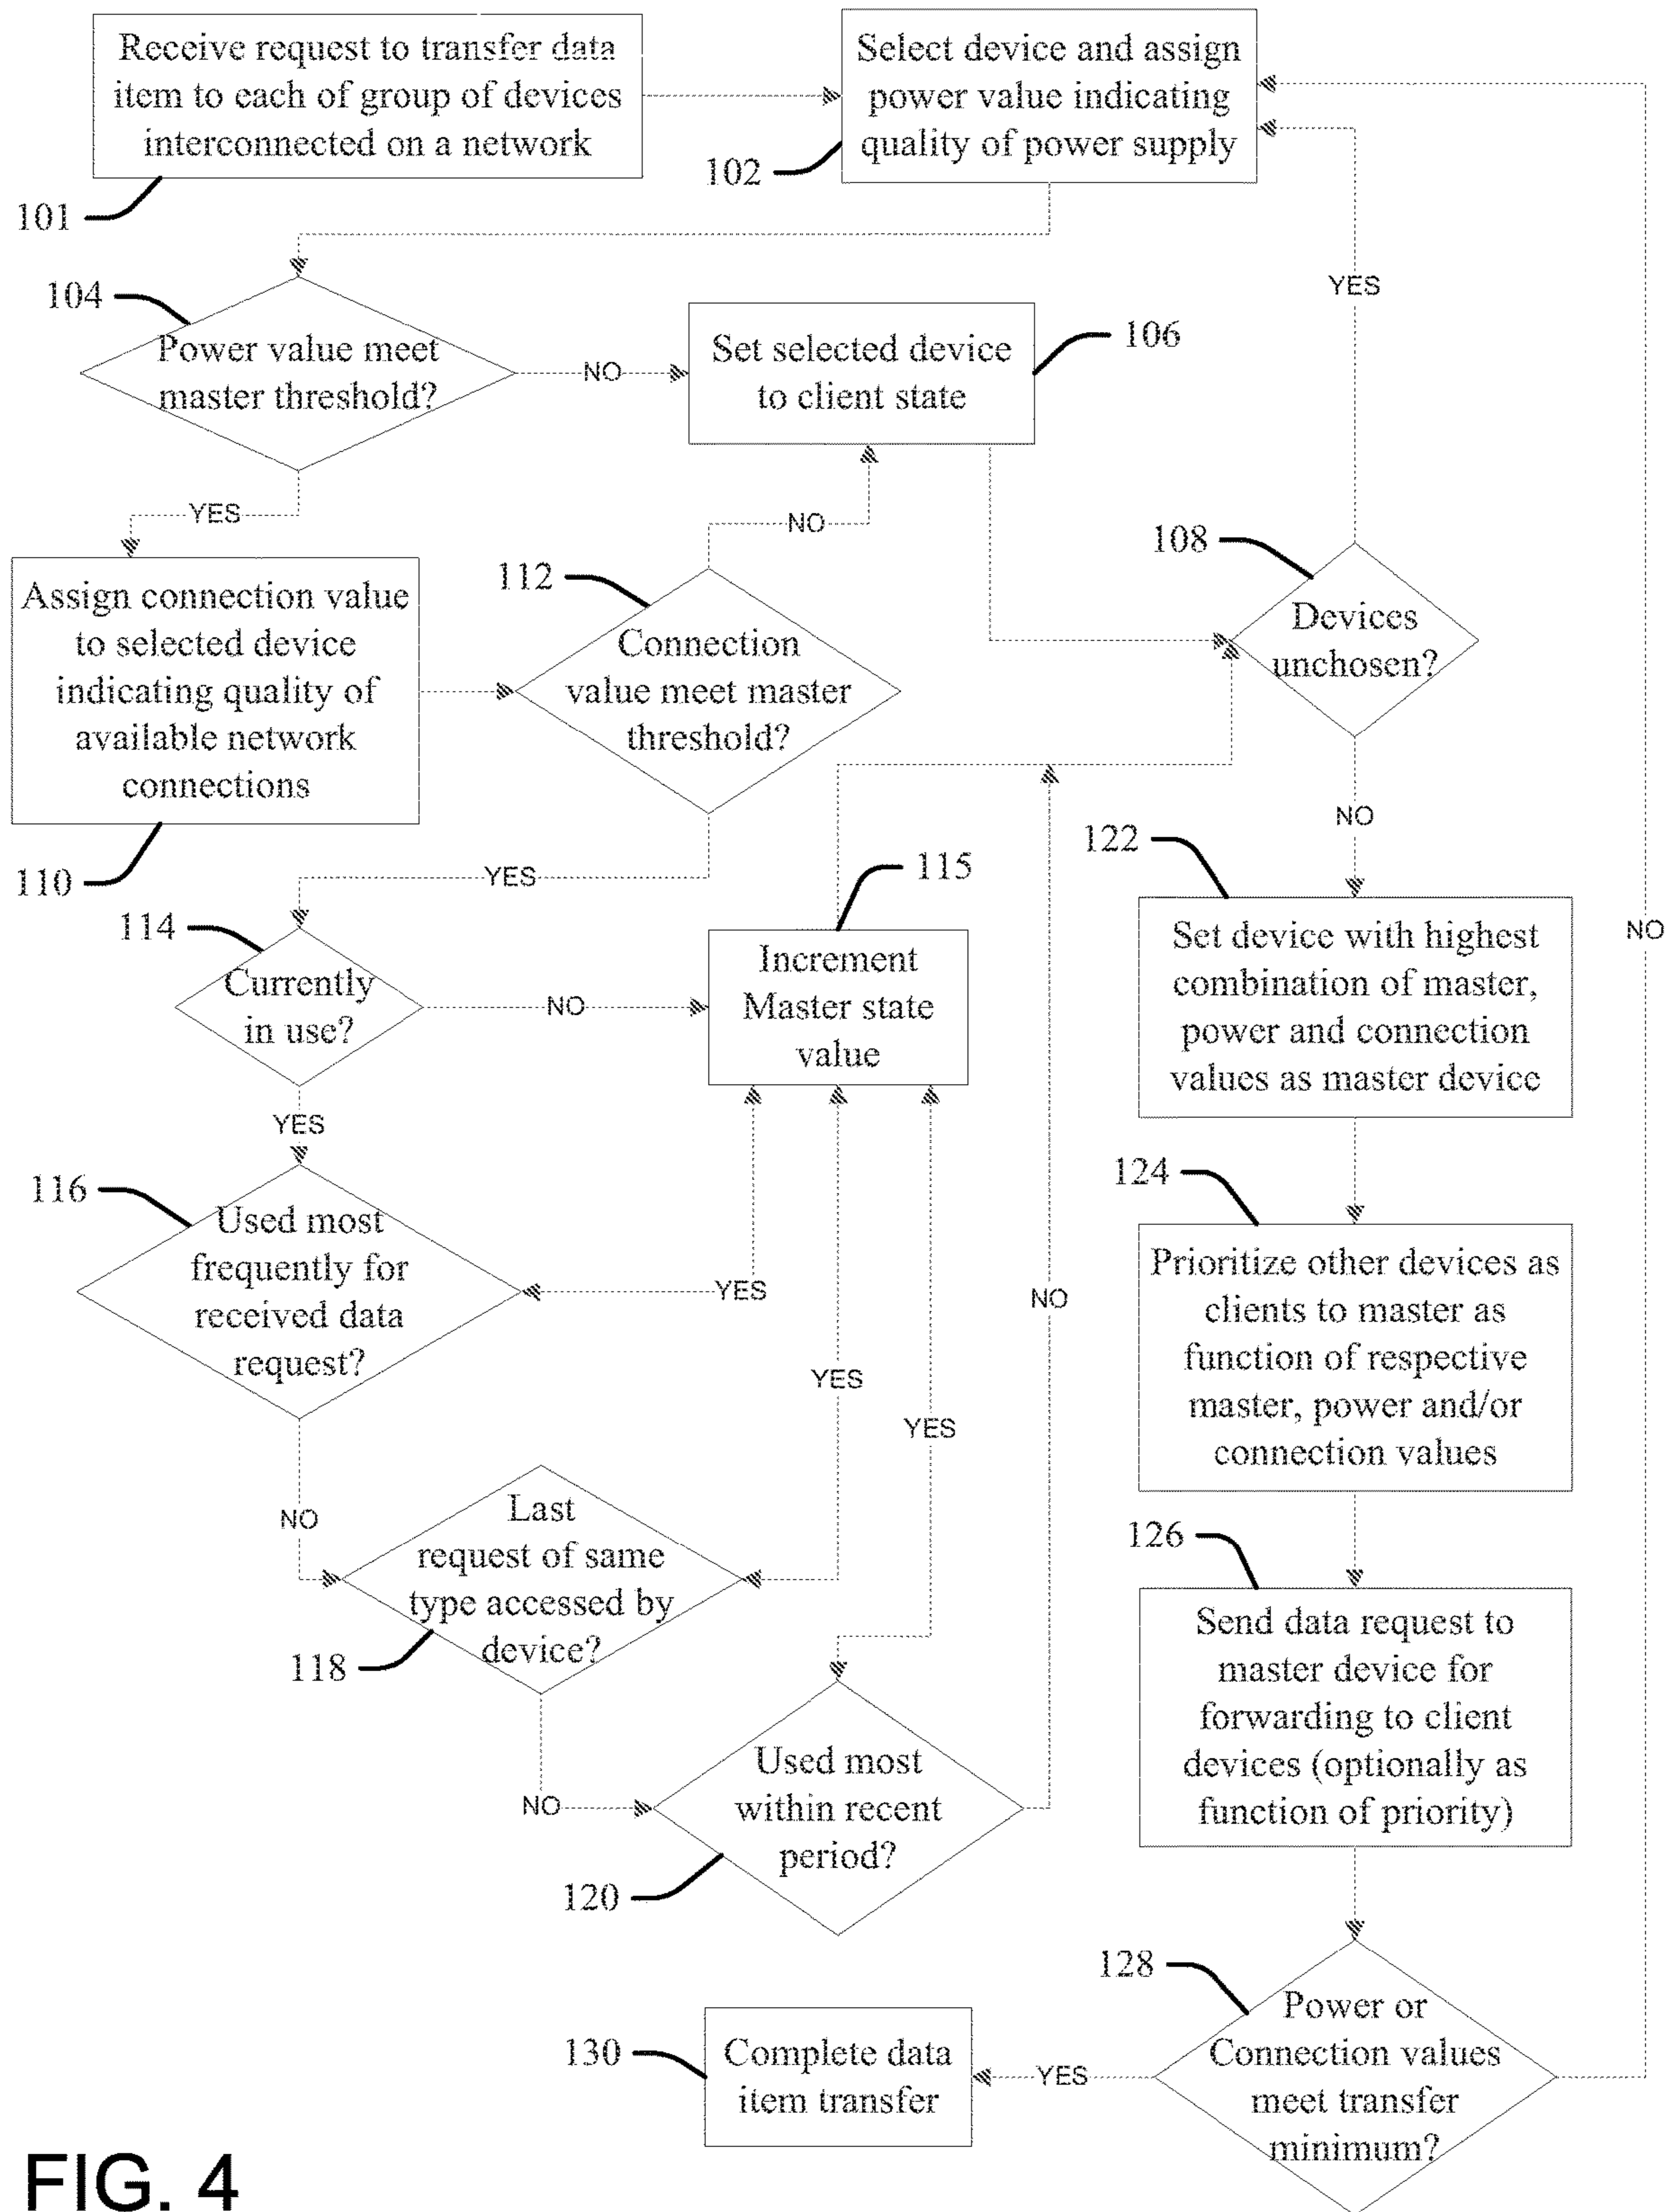 Receive request to transfer data
item to each of group of devices
interconnected on a network
101
Select device and assign
power value indicating
quality of power supply
102
104
Power value meet
master threshold?
NO
YES
Set selected device
to client state
106
YES
Assign connection value
to selected device
indicating quality of
available network
connections
110
112
Connection
value meet master
threshold?
NO
YES
108
Devices
unchosen?
NO
114
Currently
in use?
NO
YES
115
Increment
Master state
value
116
Used most
frequently for
received data
request?
YES
NO
118
Last
request of same
type accessed by
device?
YES
NO
120
Used most
within recent
period?
YES
NO
122
Set device with highest
combination of master,
power and connection
values as master device
124
Prioritize other devices as
clients to master as
function of respective
master, power and/or
connection values
126
Send data request to
master device for
forwarding to client
devices (optionally as
function of priority)
128
Power or
Connection values
meet transfer
minimum?
NO
YES
130
Complete data
item transfer
FIG. 4